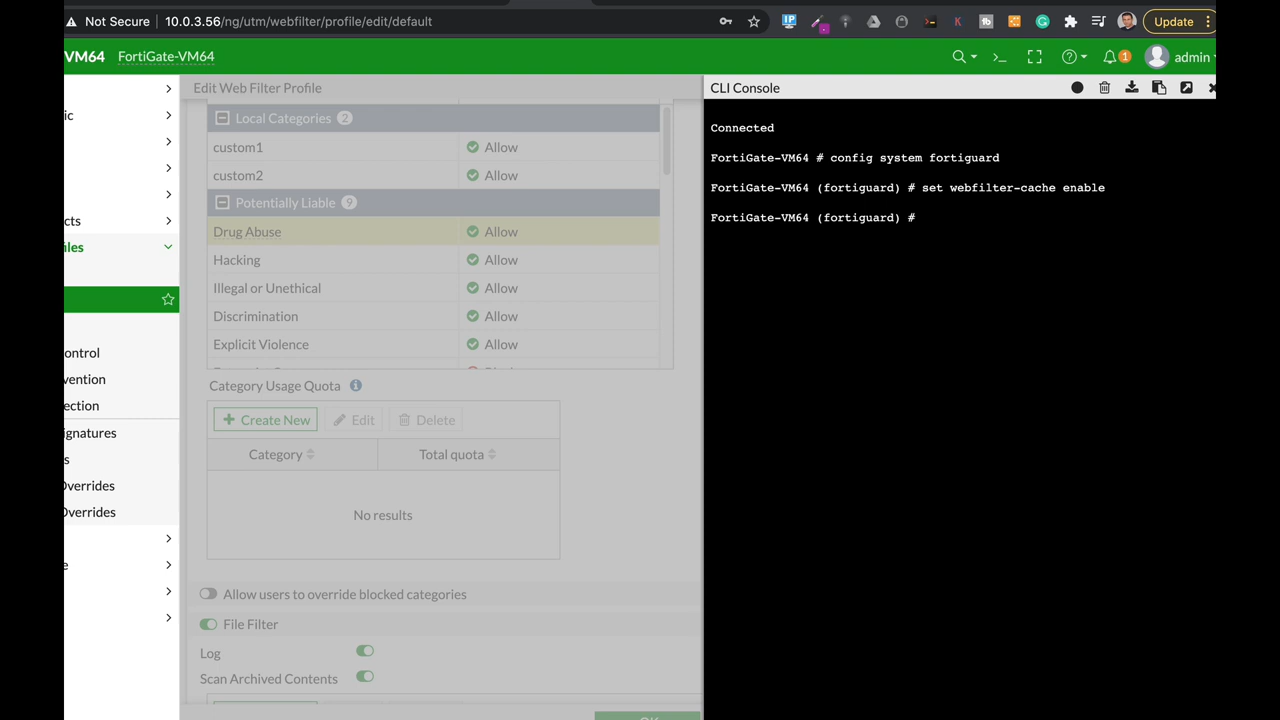 Not Secure 10.0.3.56/ng/utm/webfilter/profile/edit/default
Update
VM64 FortiGate-VM64
1 admin
Edit Web Filter Profile
CLI Console
Local Categories 2
custom1 Allow
custom2 Allow
Potentially Liable 9
Drug Abuse Allow
Hacking Allow
Illegal or Unethical Allow
Discrimination Allow
Explicit Violence Allow
Category Usage Quota
Create New Edit Delete
Category Total quota
No results
Allow users to override blocked categories
File Filter
Log
Scan Archived Contents
ic
cts
files
ontrol
vention
ection
ignatures
s
Overrides
Overrides
e
Connected
FortiGate-VM64 # config system fortiguard
FortiGate-VM64 (fortiguard) # set webfilter-cache enable
FortiGate-VM64 (fortiguard) #